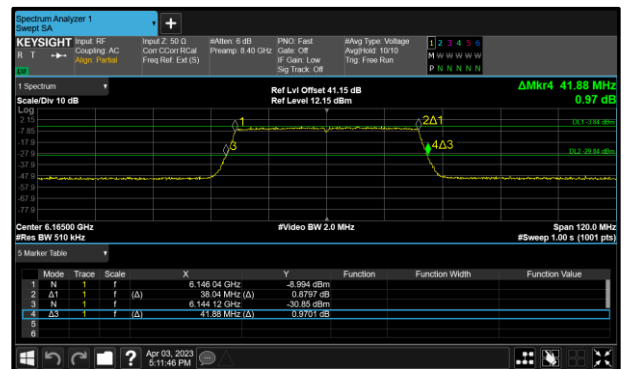 Spectrum Analyzer 1
Swept SA
+
KEYSIGHT Input: RF Input Z: 50 Ω #Atten: 6 dB PNO: Fast #Avg Type: Voltage 1 2 3 4 5 6
R T Coupling: AC Corr CCorr RCal Preamp: 8.40 GHz Gate: Off Avg|Hold: 10/10 M W W W W W
Align: Partial Freq Ref: Ext (S) IF Gain: Low Trig: Free Run P N N N N N
LXI Sig Track: Off
1 Spectrum Ref Lvl Offset 41.15 dB ΔMkr4 41.88 MHz
Scale/Div 10 dB Ref Level 12.15 dBm 0.97 dB
Log
2.15 1 2Δ1 DL1 -3.84 dBm
-7.85
-17.9 3 4Δ3
-27.9 DL2 -29.84 dBm
-37.9
-47.9
-57.9
-67.9
-77.9
Center 6.16500 GHz #Video BW 2.0 MHz Span 120.0 MHz
#Res BW 510 kHz #Sweep 1.00 s (1001 pts)
5 Marker Table
Mode Trace Scale X Y Function Function Width Function Value
1 N 1 f 6.146 04 GHz -8.994 dBm
2 Δ1 1 f (Δ) 38.04 MHz (Δ) 0.8797 dB
3 N 1 f 6.144 12 GHz -30.85 dBm
4 Δ3 1 f (Δ) 41.88 MHz (Δ) 0.9701 dB
5
6
? Apr 03, 2023
5:11:46 PM